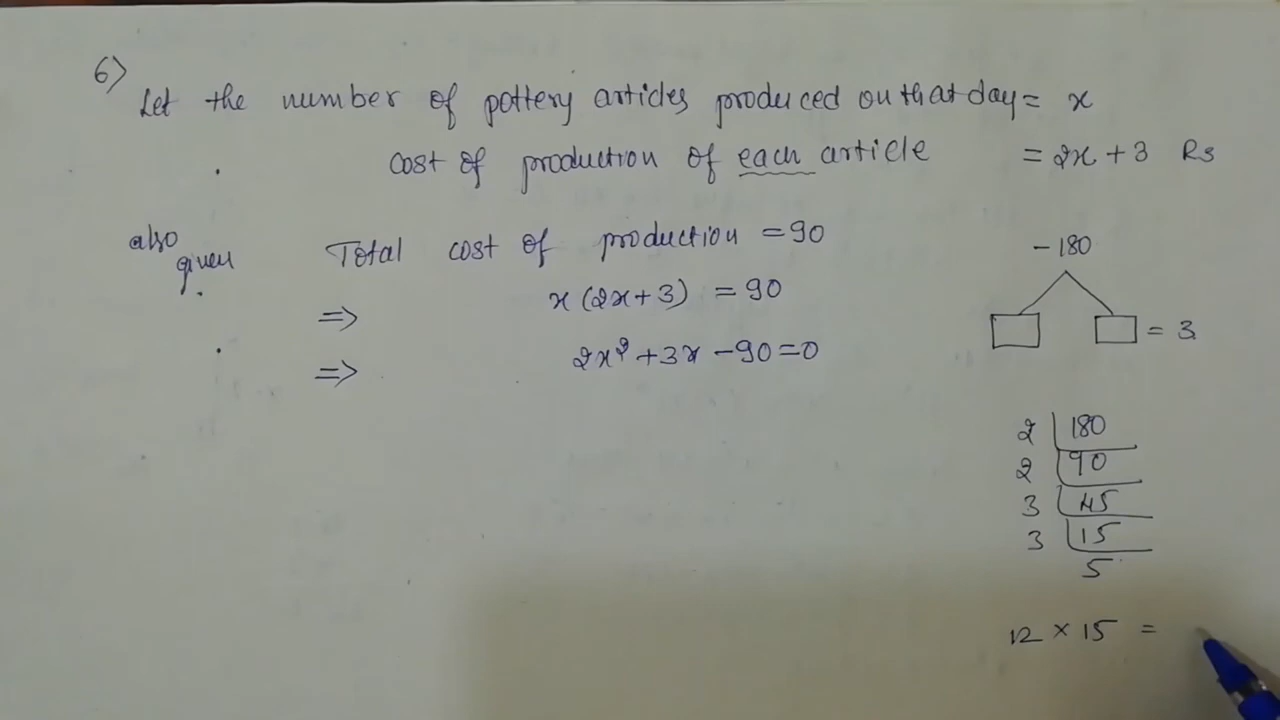 6)
Let the number of pottery articles produced on that day = x
cost of production of each article = 2x + 3 Rs
also given Total cost of production = 90
=> x (2x + 3) = 90
=> 2x² + 3x - 90 = 0
- 180
= 3
2 | 180
2 | 90
3 | 45
3 | 15
5
12 × 15 =